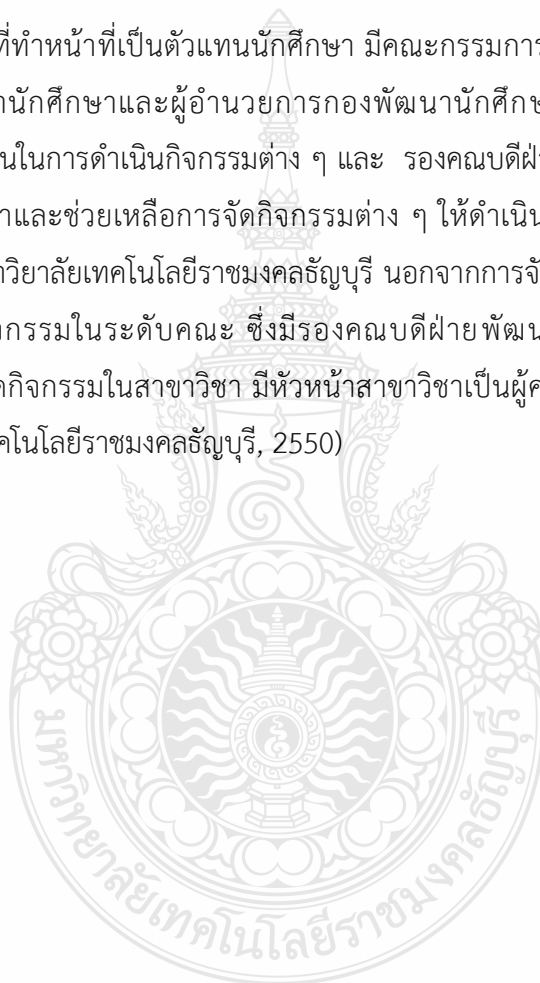 ที่ทำหน้าที่เป็นตัวแทนนักศึกษา มีคณะกรรมการ
านักศึกษาและผู้อำนวยการกองพัฒนานักศึกษ
นในการดำเนินกิจกรรมต่าง ๆ และ รองคณบดีฝ่า
าและช่วยเหลือการจัดกิจกรรมต่าง ๆ ให้ดำเนิน
าวิทยาลัยเทคโนโลยีราชมงคลธัญบุรี นอกจากการจั
กรรมในระดับคณะ ซึ่งมีรองคณบดีฝ่ายพัฒน
กิจกรรมในสาขาวิชา มีหัวหน้าสาขาวิชาเป็นผู้ค
คโนโลยีราชมงคลธัญบุรี, 2550)
มหาวิทยาลัยเทคโนโลยีราชมงคลธัญบุรี